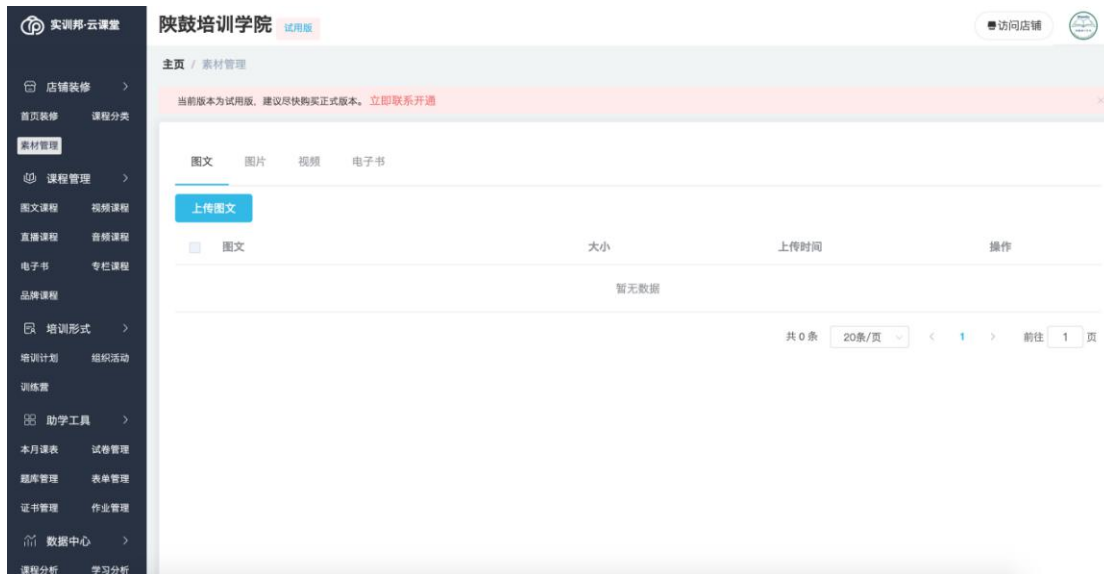 实训邦·云课堂
陕鼓培训学院 试用版
访问店铺
主页 / 素材管理
当前版本为试用版，建议尽快购买正式版本。 立即联系开通
店铺装修
首页装修 课程分类
素材管理
课程管理
图文课程 视频课程
直播课程 音频课程
电子书 专栏课程
品牌课程
培训形式
培训计划 组织活动
训练营
助学工具
本月课表 试卷管理
题库管理 表单管理
证书管理 作业管理
数据中心
课程分析 学习分析
图文 图片 视频 电子书
上传图文
图文 大小 上传时间 操作
暂无数据
共 0 条 20条/页 < 1 > 前往 1 页